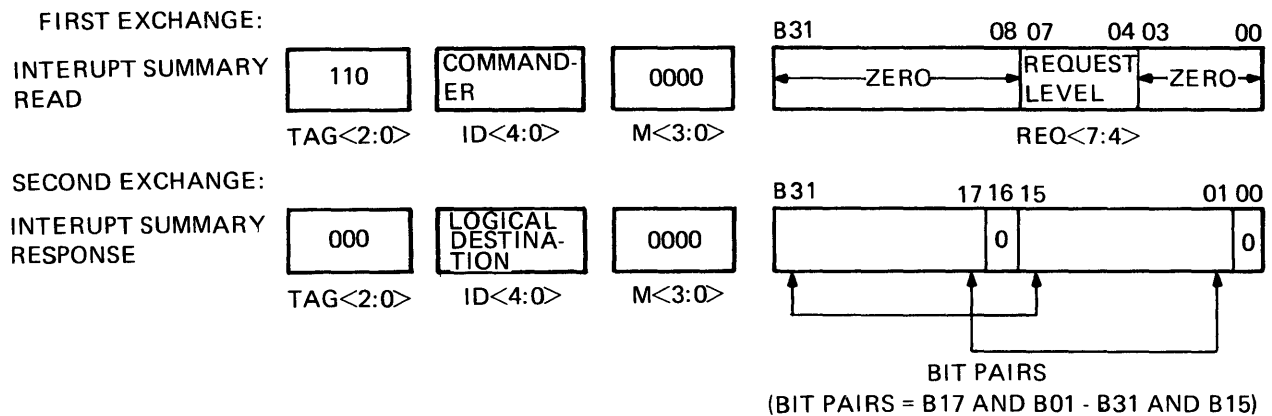 FIRST EXCHANGE:
B31 08 07 04 03 00
INTERUPT SUMMARY
READ
110
COMMAND-
ER
0000
ZERO
REQUEST
LEVEL
ZERO
TAG<2:0> ID<4:0> M<3:0> REQ<7:4>
SECOND EXCHANGE:
B31 17 16 15 01 00
INTERUPT SUMMARY
RESPONSE
000
LOGICAL
DESTINA-
TION
0000
0
0
TAG<2:0> ID<4:0> M<3:0>
BIT PAIRS
(BIT PAIRS = B17 AND B01 - B31 AND B15)